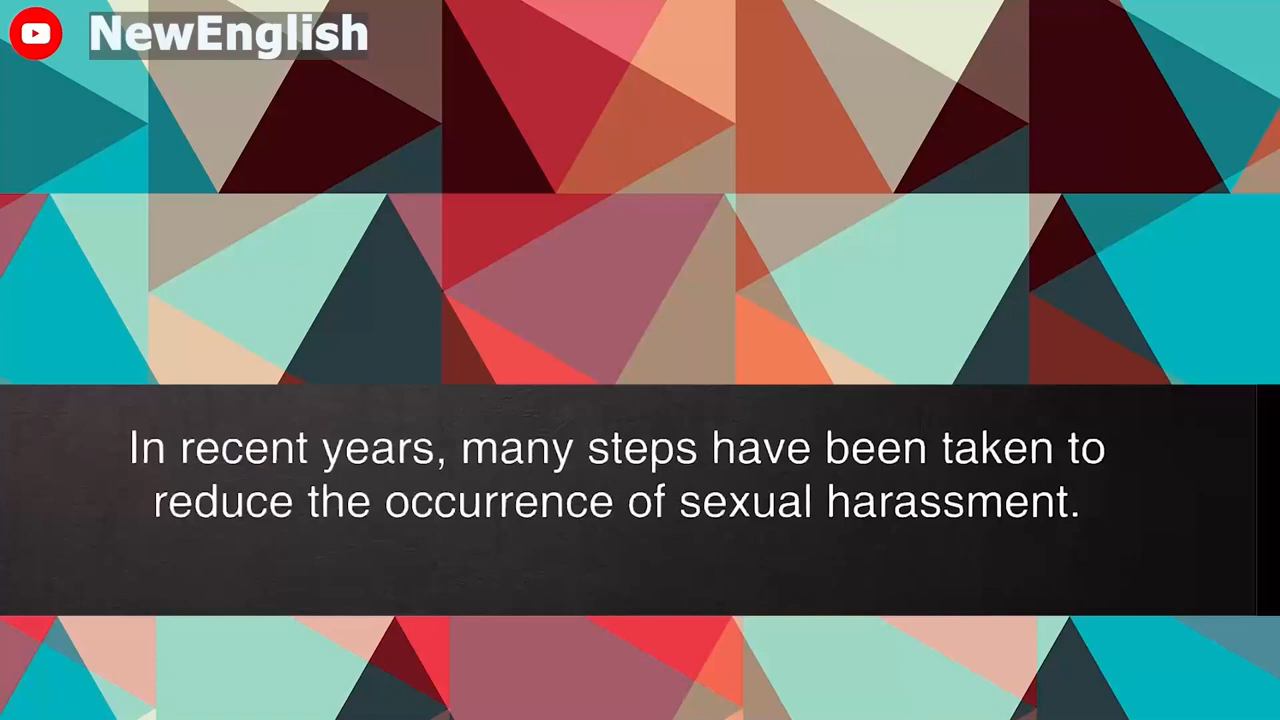 NewEnglish
In recent years, many steps have been taken to
reduce the occurrence of sexual harassment.